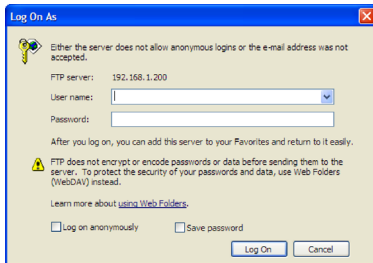 Log On As
Either the server does not allow anonymous logins or the e-mail address was not
accepted.
FTP server: 192.168.1.200
User name:
Password:
After you log on, you can add this server to your Favorites and return to it easily.
FTP does not encrypt or encode passwords or data before sending them to the
server. To protect the security of your passwords and data, use Web Folders
(WebDAV) instead.
Learn more about using Web Folders.
Log on anonymously Save password
Log On Cancel